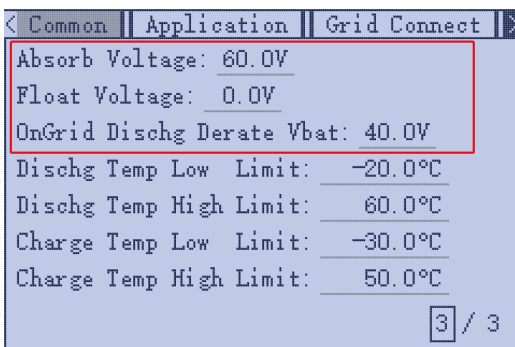 < Common Application Grid Connect >
Absorb Voltage: 60.0V
Float Voltage: 0.0V
OnGrid Dischg Derate Vbat: 40.0V
Dischg Temp Low Limit: -20.0℃
Dischg Temp High Limit: 60.0℃
Charge Temp Low Limit: -30.0℃
Charge Temp High Limit: 50.0℃
3 / 3